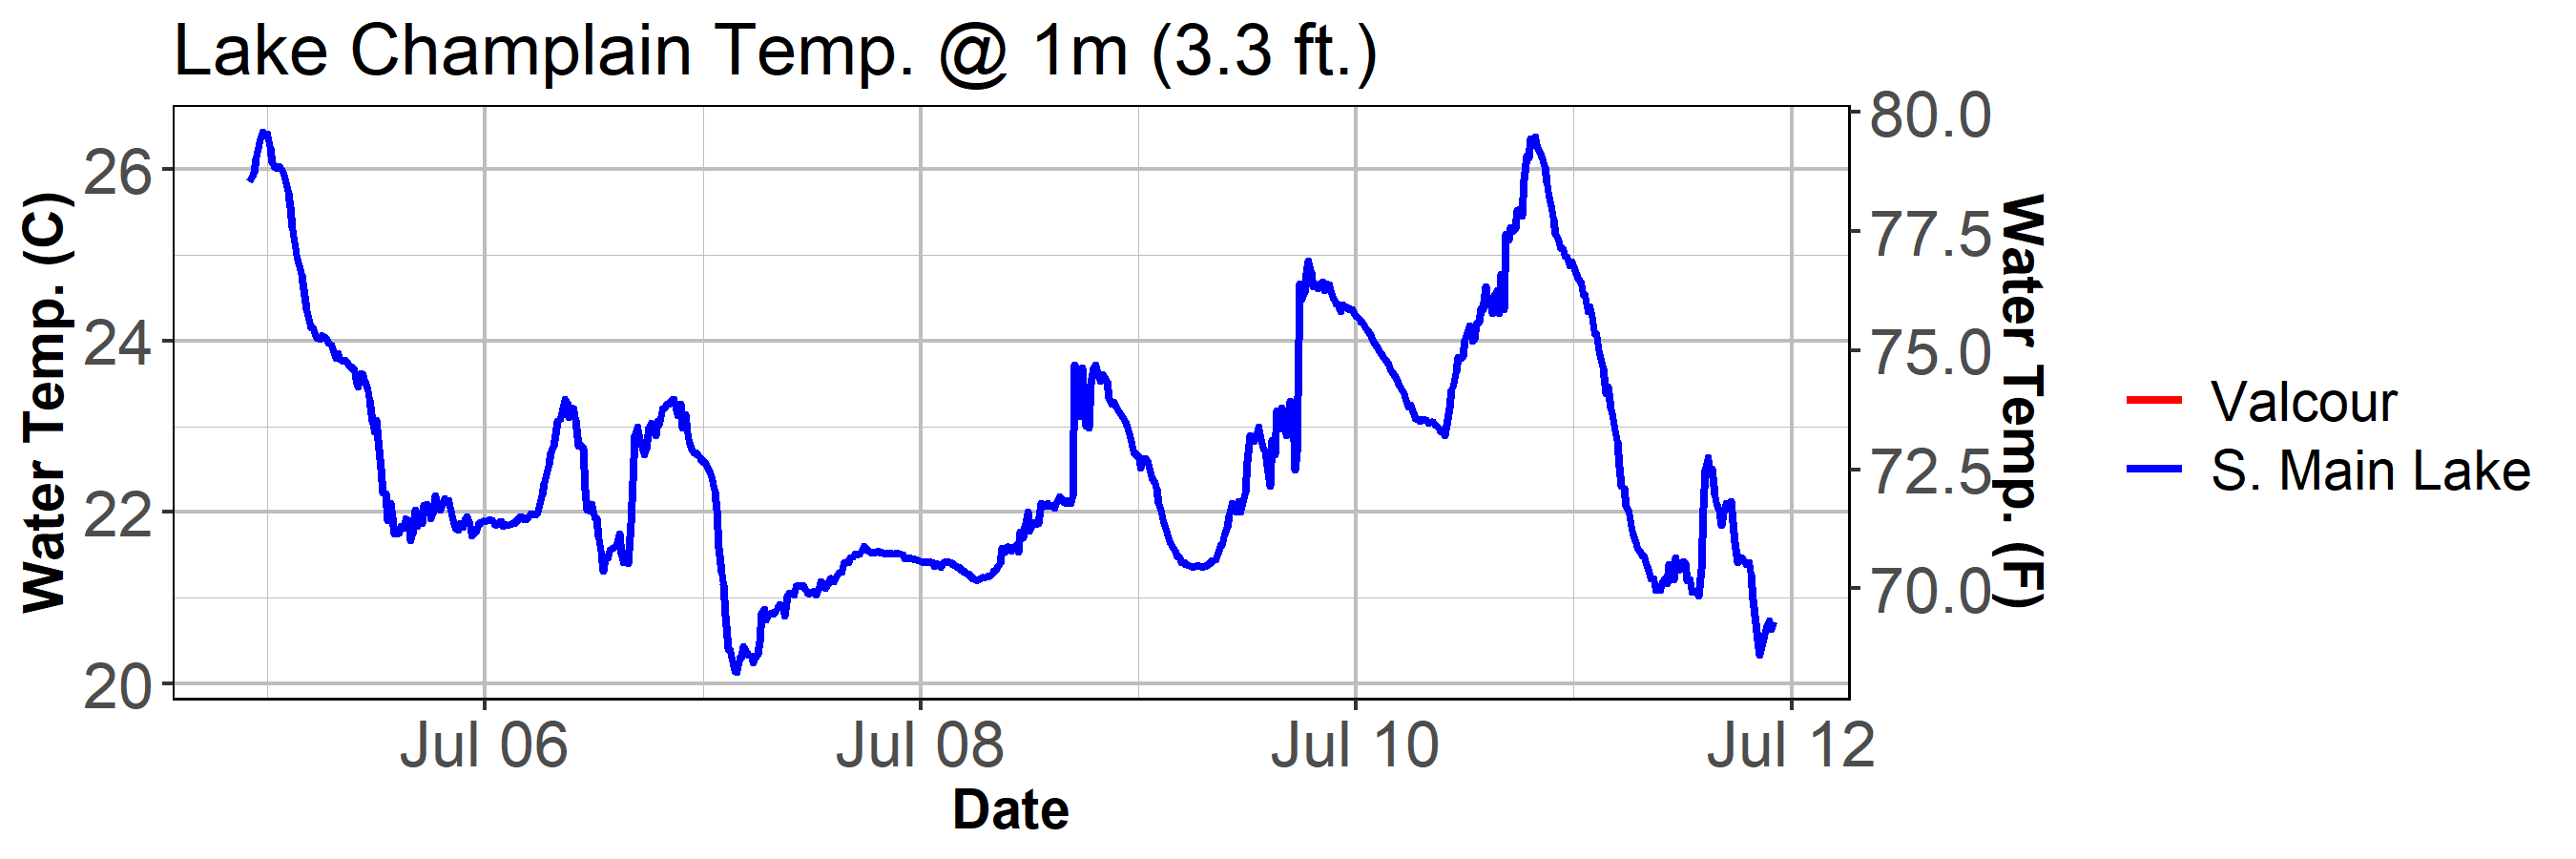 Lake Champlain Temp. @ 1m (3.3 ft.)
Water Temp. (C)
26
24
22
20
80.0
77.5
75.0
72.5
70.0
Water Temp. (F)
Jul 06
Jul 08
Jul 10
Jul 12
Date
Valcour
S. Main Lake